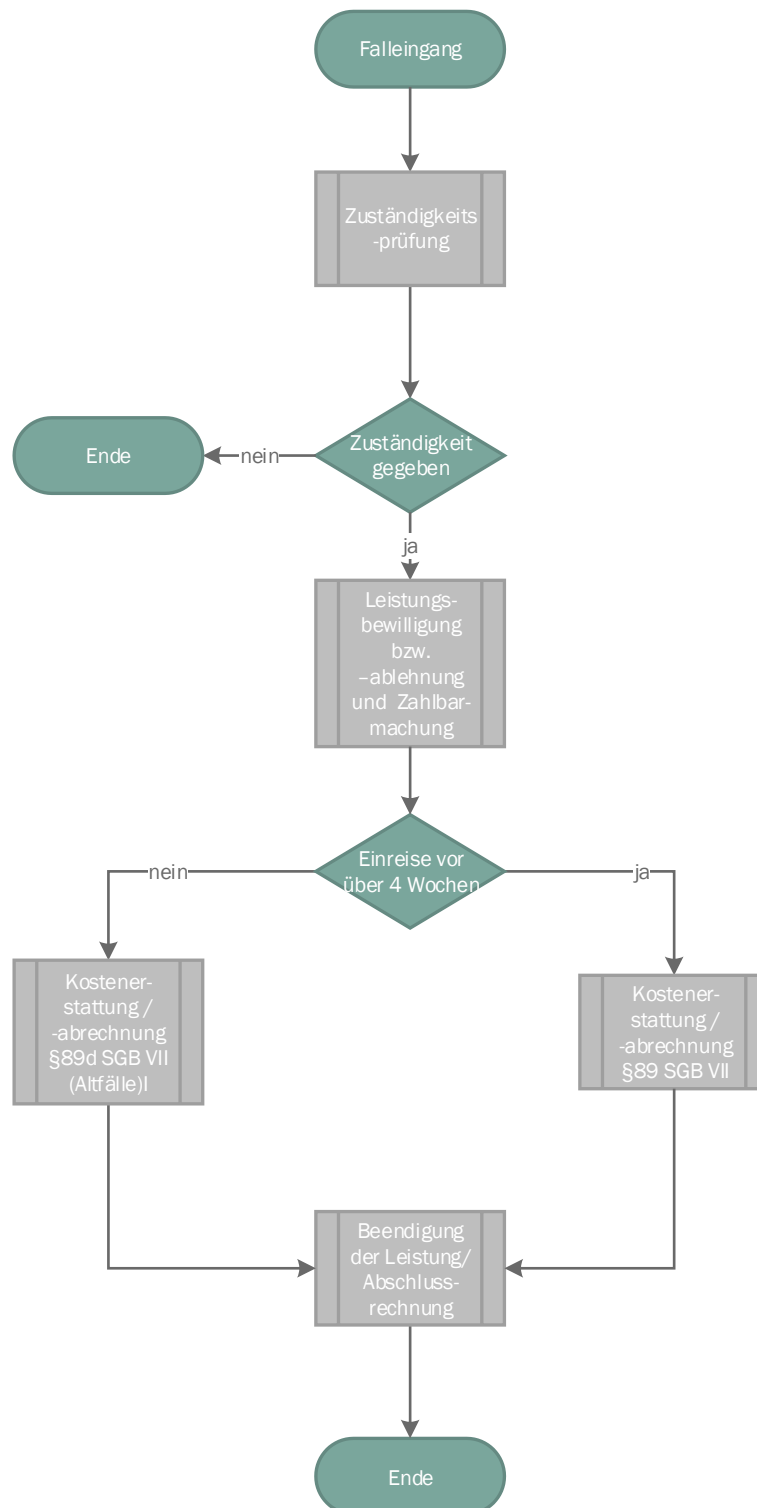 Falleingang
Zuständigkeits
-prüfung
Zuständigkeit
gegeben
nein
Ende
ja
Leistungs-
bewilligung
bzw.
–ablehnung
und Zahlbar-
machung
Einreise vor
über 4 Wochen
nein
ja
Kostener-
stattung /
-abrechnung
§89d SGB VII
(Altfälle)I
Kostener-
stattung /
-abrechnung
§89 SGB VII
Beendigung
der Leistung/
Abschluss-
rechnung
Ende